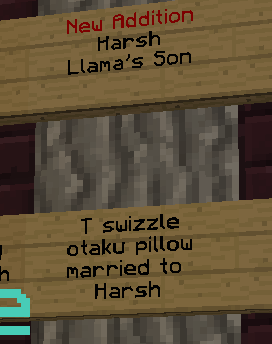 New Addition
Harsh
Llama's Son
T swizzle
otaku pillow
married to
Harsh